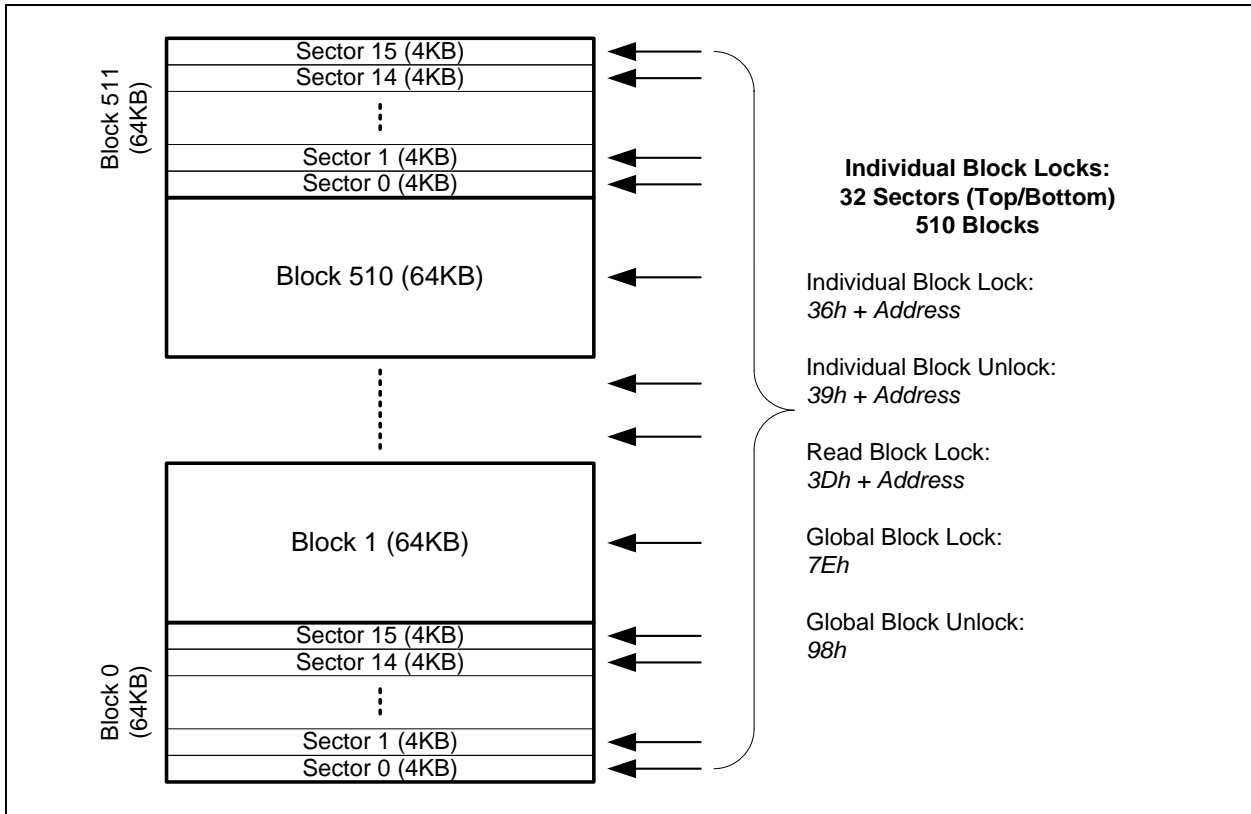 Block 511
(64KB)
Sector 15 (4KB)
Sector 14 (4KB)
Sector 1 (4KB)
Sector 0 (4KB)
Block 510 (64KB)
Block 1 (64KB)
Block 0
(64KB)
Sector 15 (4KB)
Sector 14 (4KB)
Sector 1 (4KB)
Sector 0 (4KB)
Individual Block Locks:
32 Sectors (Top/Bottom)
510 Blocks
Individual Block Lock:
36h + Address
Individual Block Unlock:
39h + Address
Read Block Lock:
3Dh + Address
Global Block Lock:
7Eh
Global Block Unlock:
98h